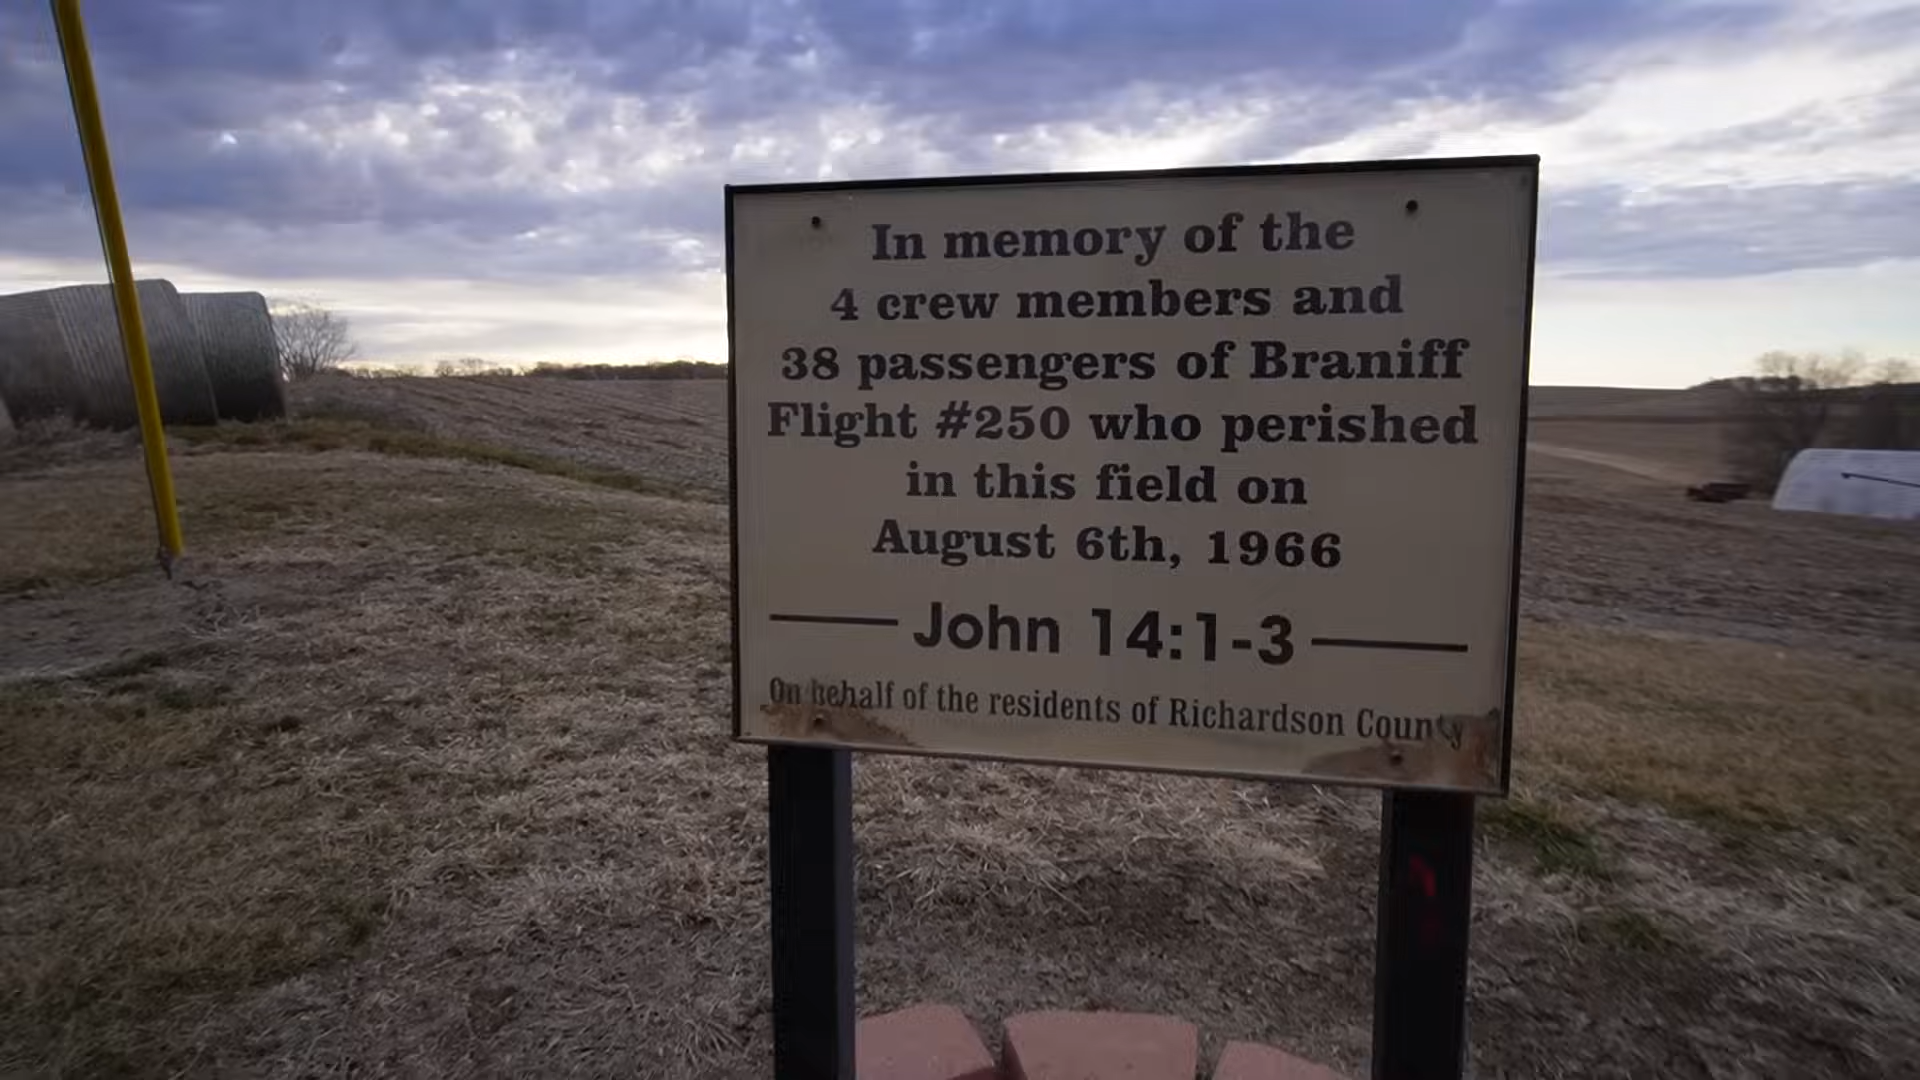 In memory of the
4 crew members and
38 passengers of Braniff
Flight #250 who perished
in this field on
August 6th, 1966
John 14:1-3
On behalf of the residents of Richardson County